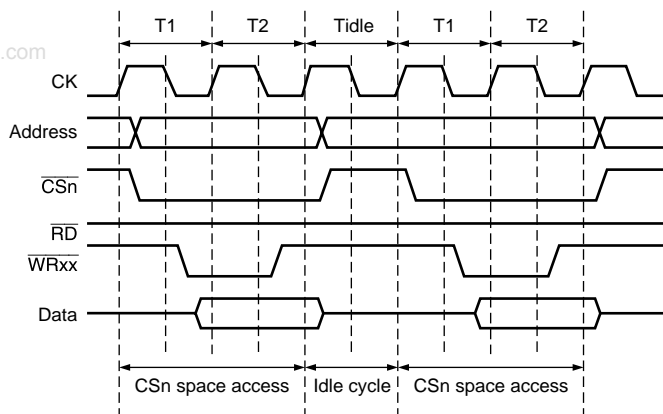 T1 T2 Tidle T1 T2
.com
CK
Address
CSn
RD
WRxx
Data
CSn space access Idle cycle CSn space access